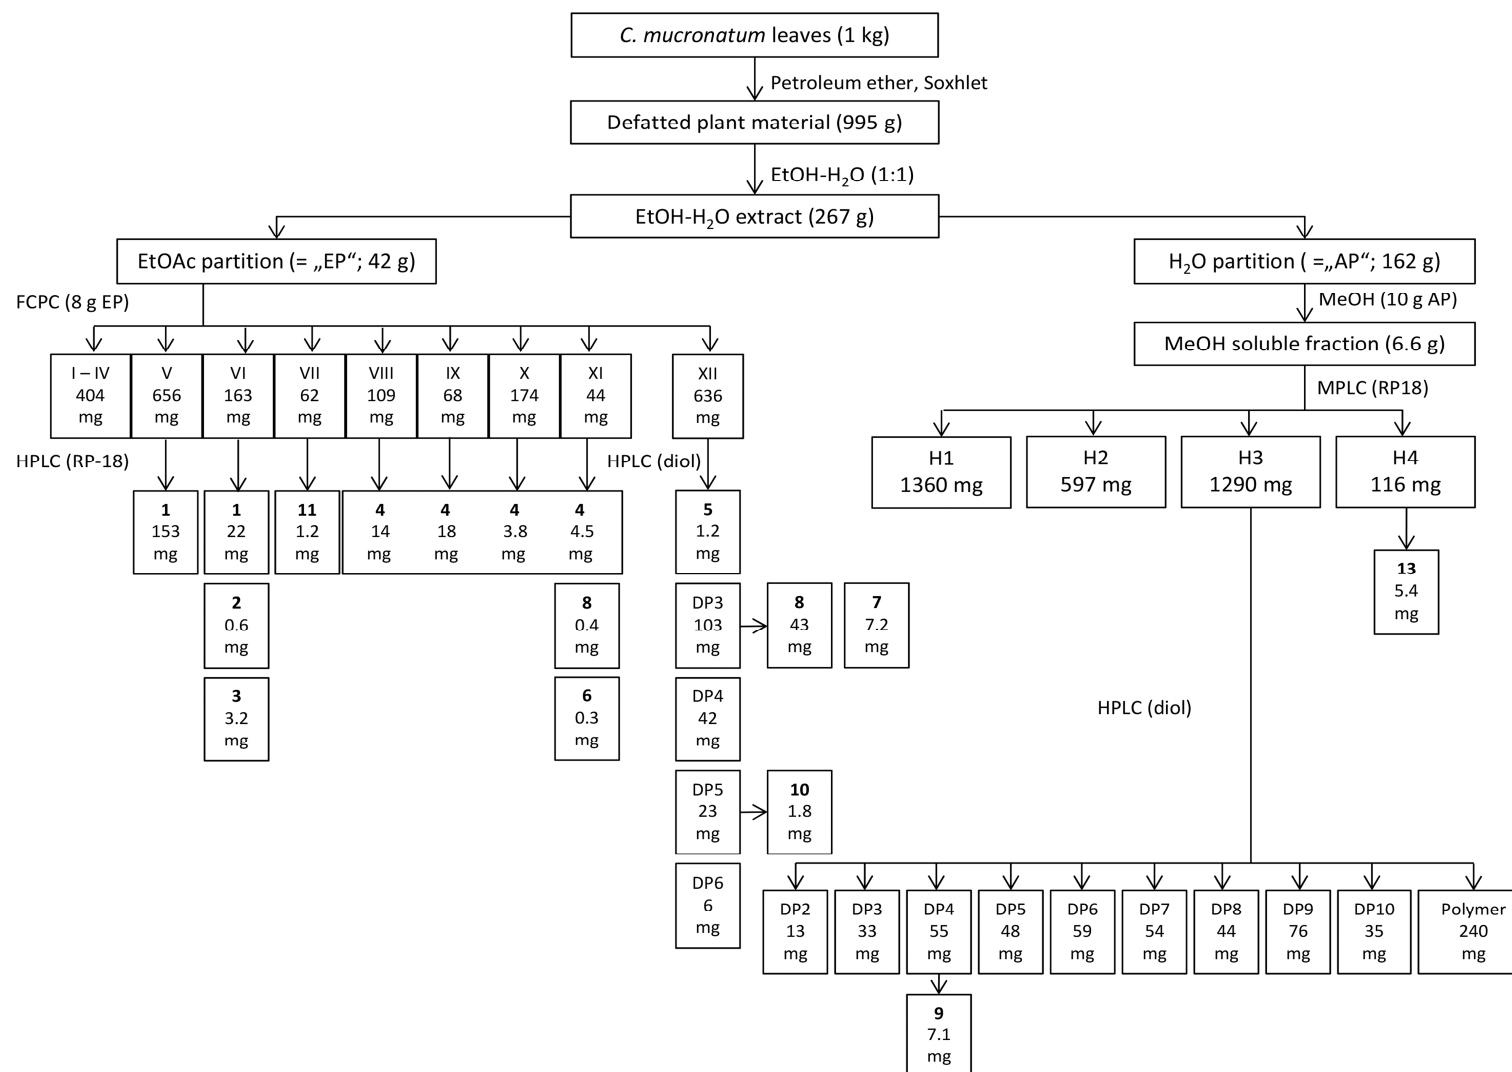 C. mucronatum leaves (1 kg)
Petroleum ether, Soxhlet
Defatted plant material (995 g)
EtOH-H₂O (1:1)
EtOH-H₂O extract (267 g)
EtOAc partition (= „EP“; 42 g)
H₂O partition ( =„AP“; 162 g)
FCPC (8 g EP)
MeOH (10 g AP)
MeOH soluble fraction (6.6 g)
MPLC (RP18)
I – IV
404
mg
V
656
mg
VI
163
mg
VII
62
mg
VIII
109
mg
IX
68
mg
X
174
mg
XI
44
mg
XII
636
mg
H1
1360 mg
H2
597 mg
H3
1290 mg
H4
116 mg
HPLC (RP-18)
HPLC (diol)
1
153
mg
1
22
mg
11
1.2
mg
4
14
mg
4
18
mg
4
3.8
mg
4
4.5
mg
5
1.2
mg
13
5.4
mg
2
0.6
mg
8
0.4
mg
DP3
103
mg
8
43
mg
7
7.2
mg
3
3.2
mg
6
0.3
mg
DP4
42
mg
HPLC (diol)
DP5
23
mg
10
1.8
mg
DP6
6
mg
DP2
13
mg
DP3
33
mg
DP4
55
mg
DP5
48
mg
DP6
59
mg
DP7
54
mg
DP8
44
mg
DP9
76
mg
DP10
35
mg
Polymer
240
mg
9
7.1
mg